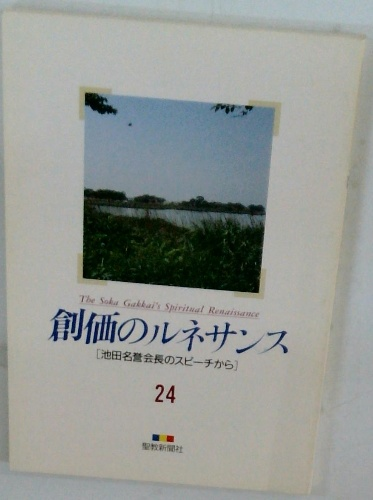 The Soka Gakkai's Spiritual Renaissance
創価のルネサンス
[池田名誉会長のスピーチから]
24
聖教新聞社